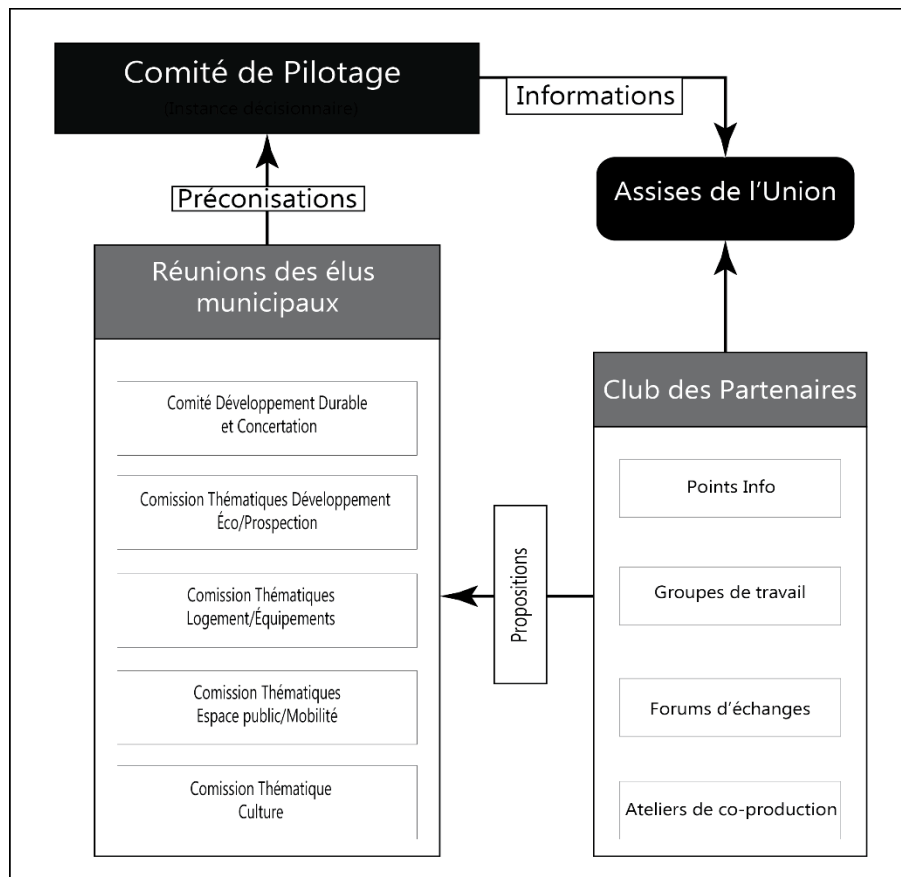 Comité de Pilotage
(Instance décisionnaire)
Informations
Assises de l'Union
Préconisations
Réunions des élus
municipaux
Comité Développement Durable
et Concertation
Comission Thématiques Développement
Éco/Prospection
Comission Thématiques
Logement/Équipements
Comission Thématiques
Espace public/Mobilité
Comission Thématique
Culture
Propositions
Club des Partenaires
Points Info
Groupes de travail
Forums d'échanges
Ateliers de co-production